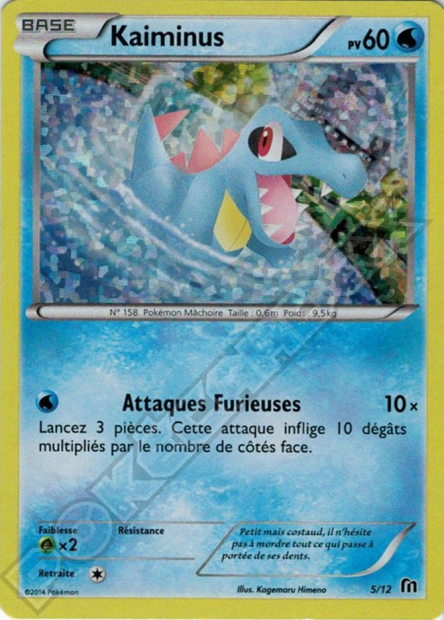 BASE
Kaiminus
PV60
N° 158 Pokémon Mâchoire Taille : 0,6m Poids : 9,5kg
Attaques Furieuses 10×
Lancez 3 pièces. Cette attaque inflige 10 dégâts
multipliés par le nombre de côtés face.
Faiblesse
×2
Résistance
Retraite
Petit mais costaud, il n'hésite
pas à mordre tout ce qui passe à
portée de ses dents.
©2014 Pokémon
Illus. Kagemaru Himeno
5/12
m